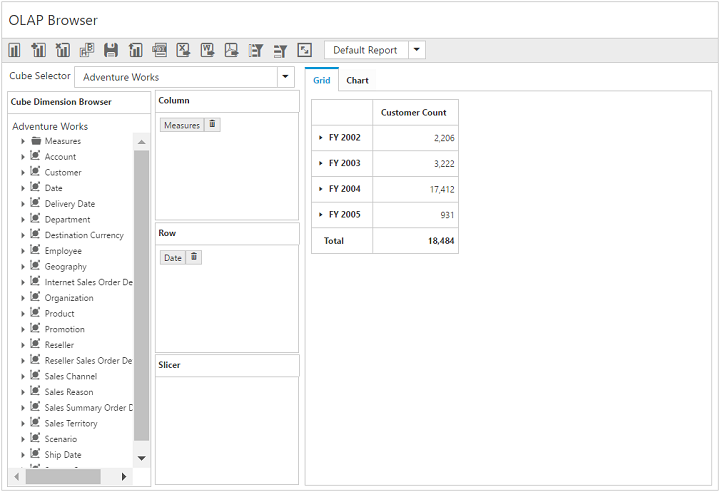 OLAP Browser
Default Report
Cube Selector
Adventure Works
Grid
Chart
Cube Dimension Browser
Adventure Works
Measures
Account
Customer
Date
Delivery Date
Department
Destination Currency
Employee
Geography
Internet Sales Order De
Organization
Product
Promotion
Reseller
Reseller Sales Order De
Sales Channel
Sales Reason
Sales Summary Order D
Sales Territory
Scenario
Ship Date
Column
Measures
Row
Date
Slicer
Customer Count
FY 2002 2,206
FY 2003 3,222
FY 2004 17,412
FY 2005 931
Total 18,484